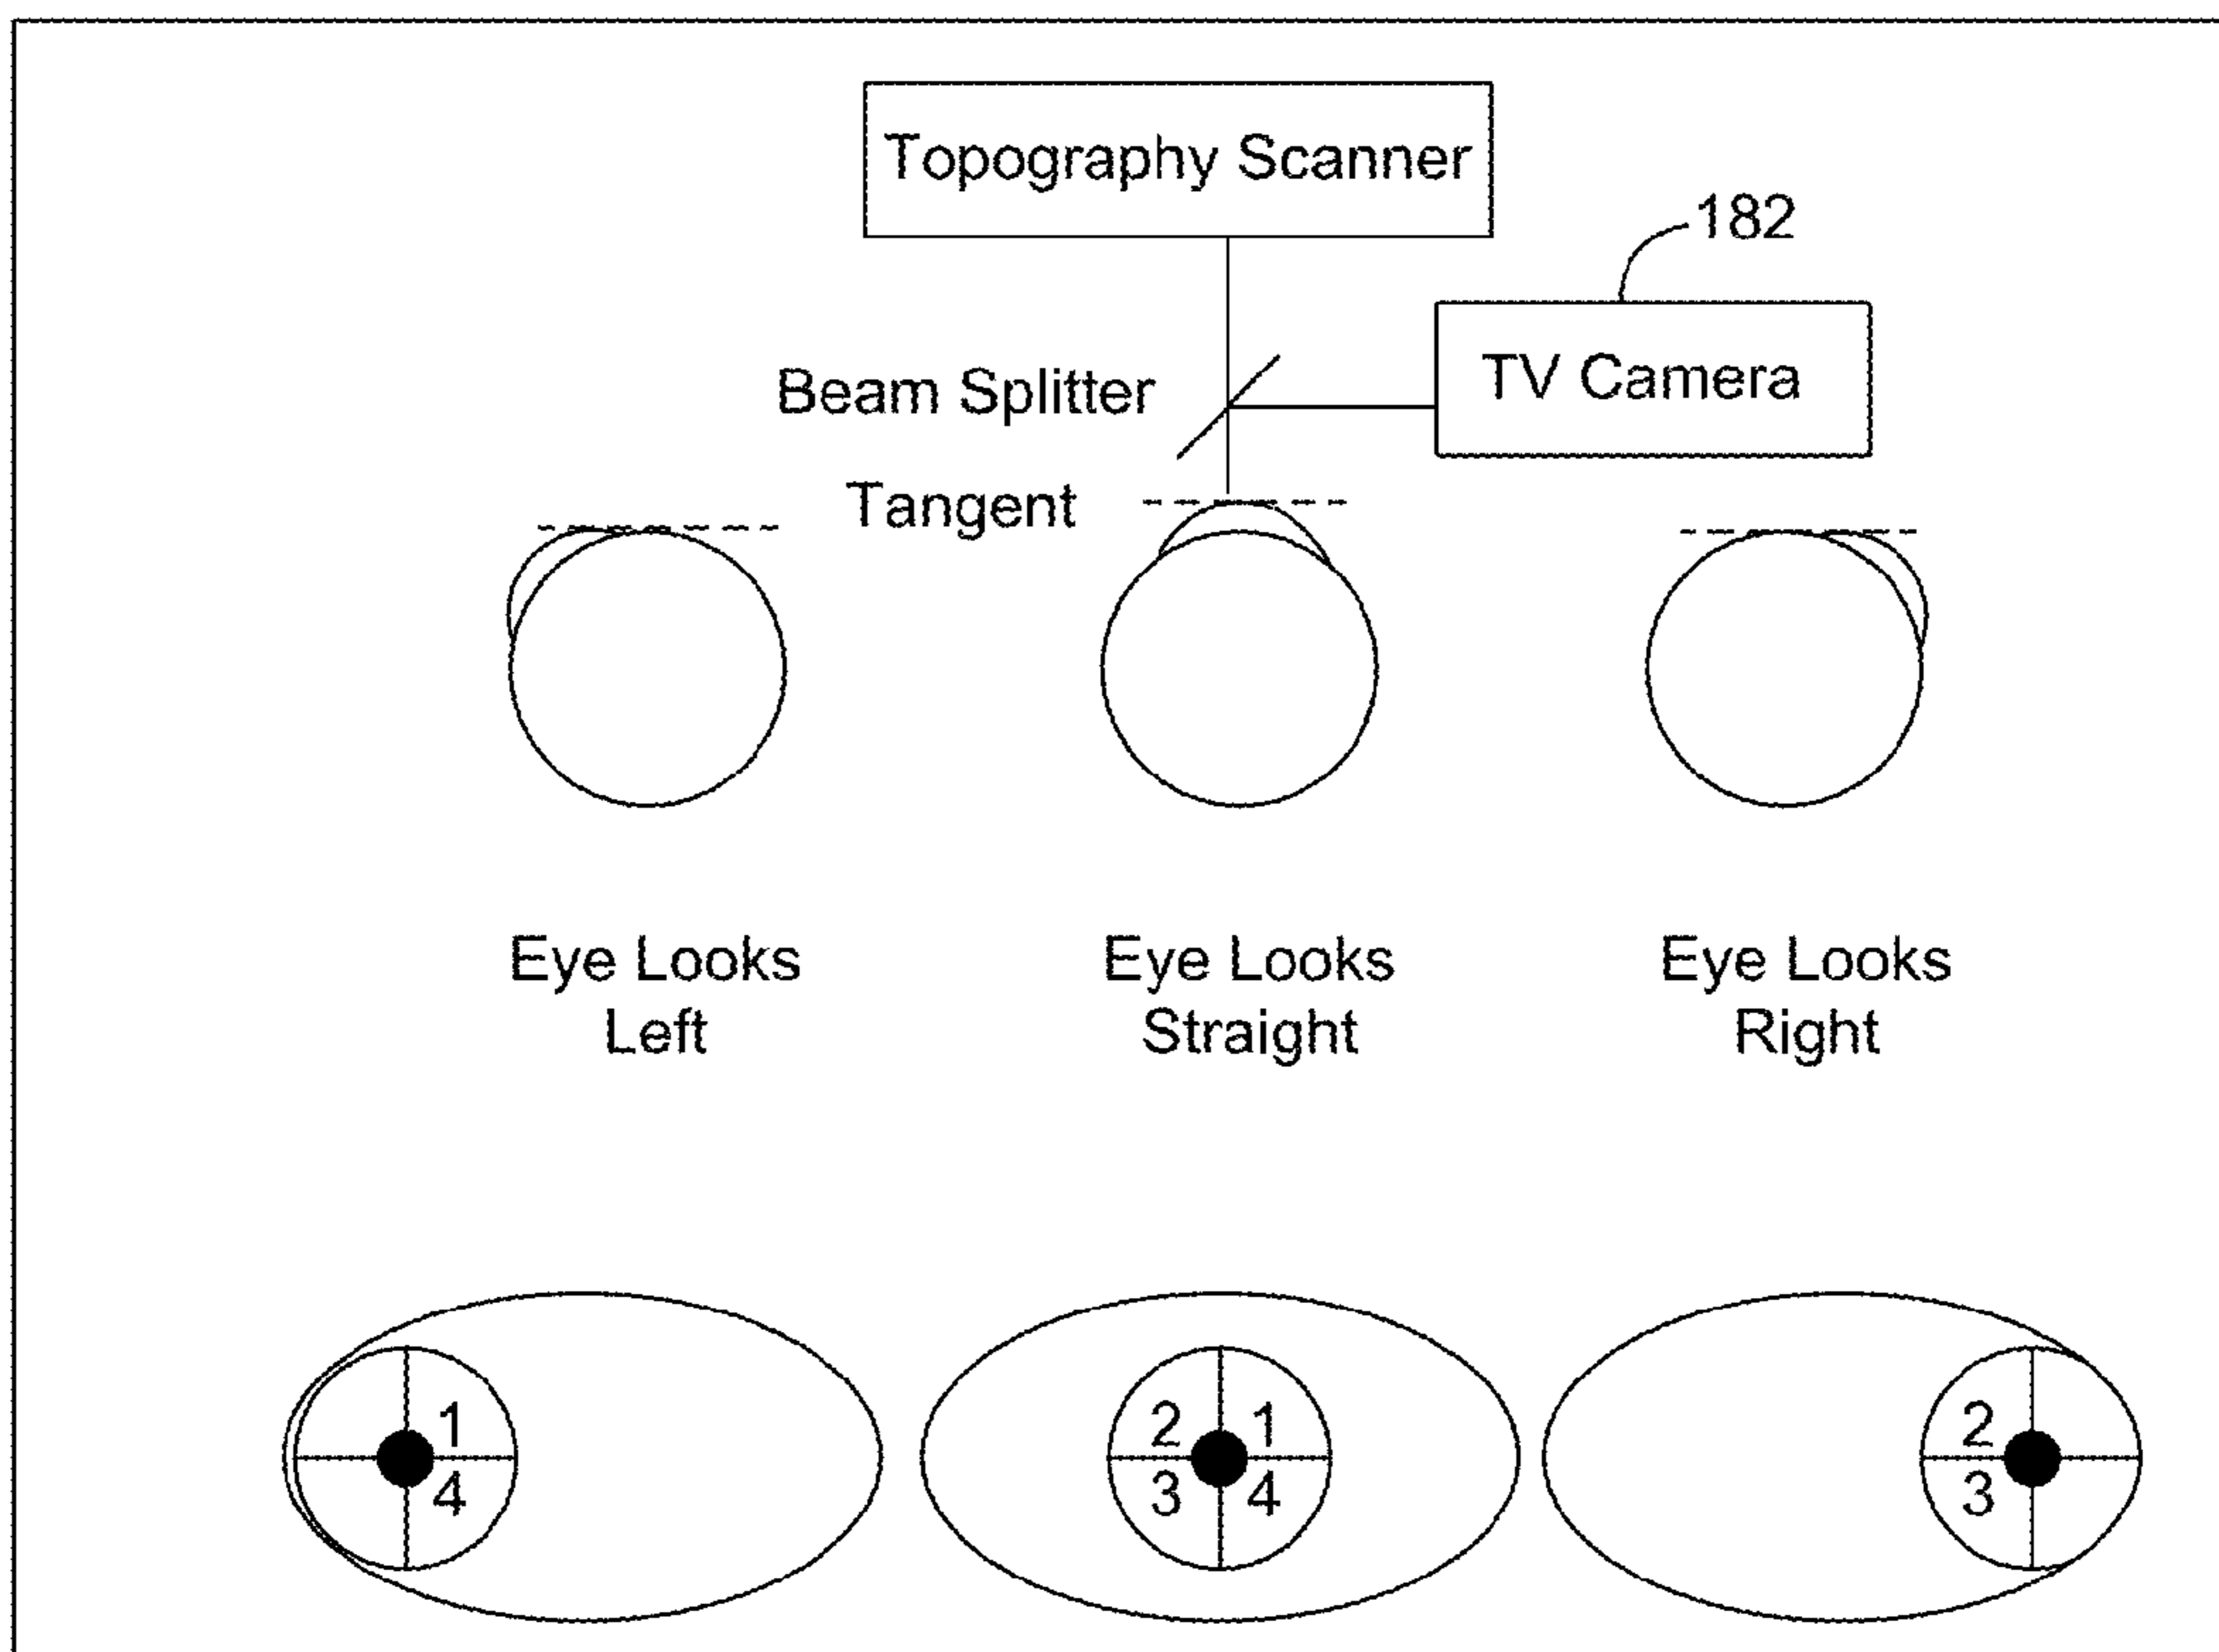 Topography Scanner
182
TV Camera
Beam Splitter
Tangent
Eye Looks
Left
Eye Looks
Straight
Eye Looks
Right
1
4
2 1
3 4
2
3